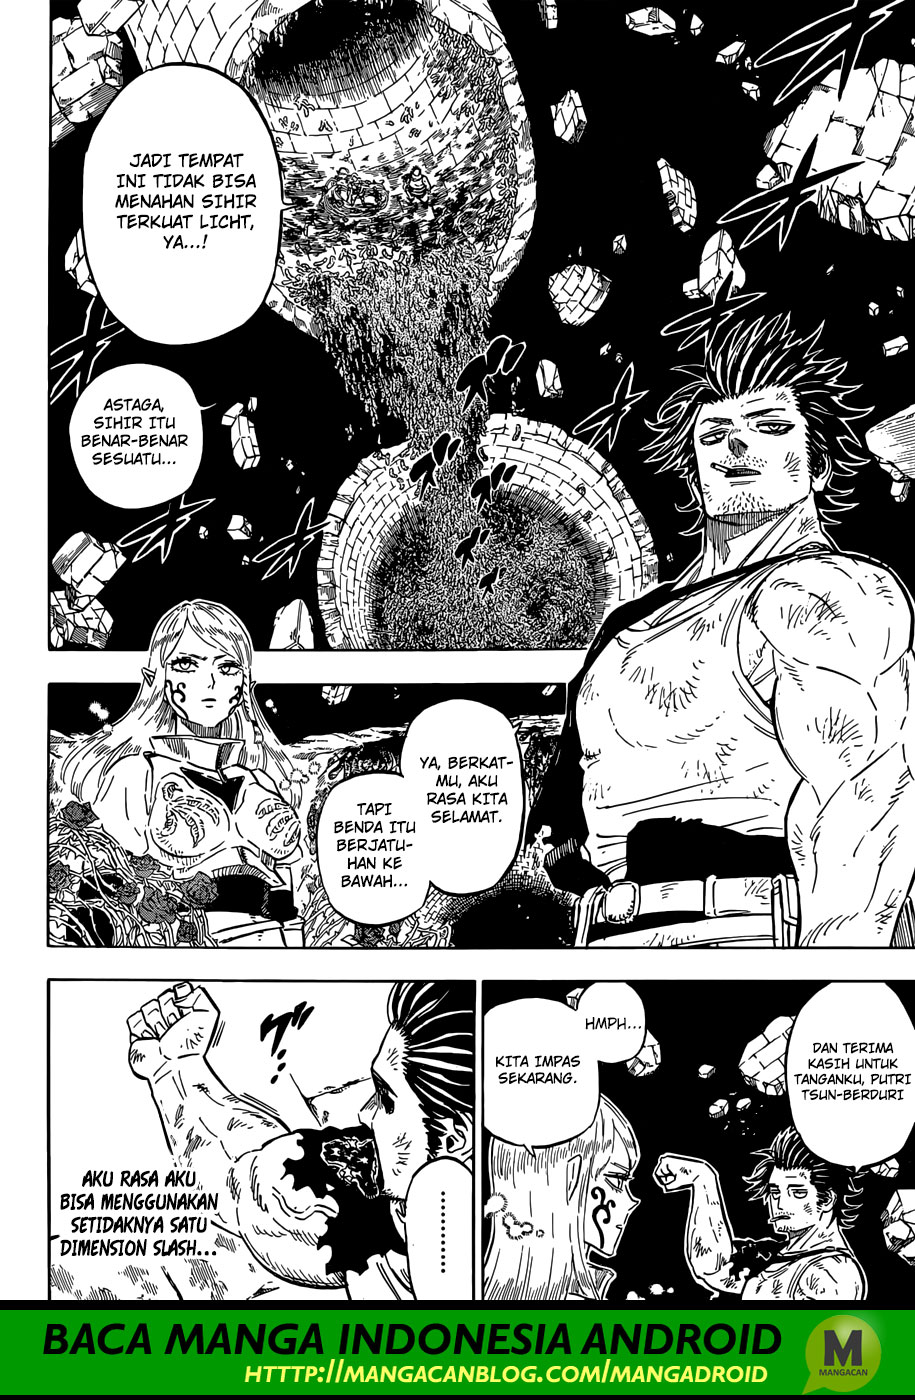 JADI TEMPAT
INI TIDAK BISA
MENAHAN SIHIR
TERKUAT LICHT,
YA...!
ASTAGA,
SIHIR ITU
BENAR-BENAR
SESUATU...
YA, BERKAT-
MU, AKU
RASA KITA
SELAMAT.
TAPI
BENDA ITU
BERJATU-
HAN KE
BAWAH...
DAN TERIMA
KASIH UNTUK
TANGANKU, PUTRI
TSUN-BERDURI
HMPH...
KITA IMPAS
SEKARANG.
AKU RASA AKU
BISA MENGGUNAKAN
SETIDAKNYA SATU
DIMENSION SLASH...
..........
BACA MANGA INDONESIA ANDROID
HTTTP://MANGACANBLOG.COM/MANGADROID
M
MANGACAN